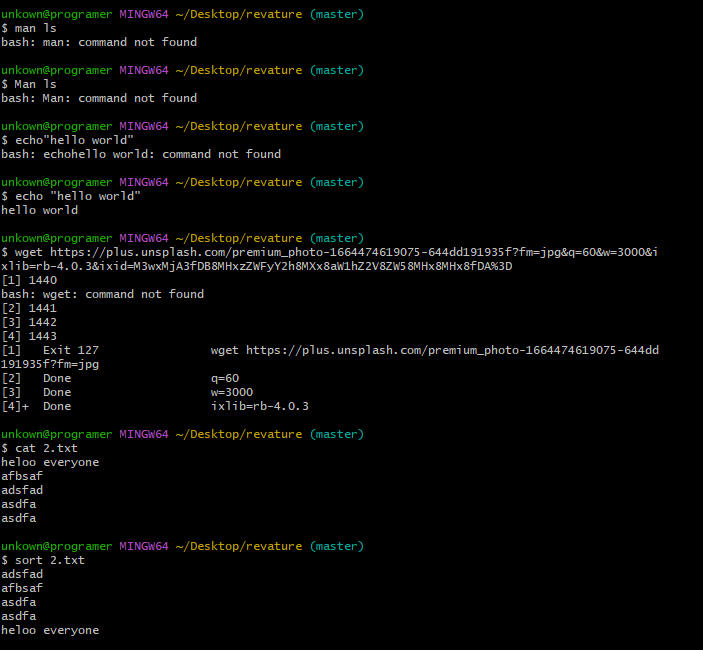 unkown@programer MINGW64 ~/Desktop/revature (master)
$ man ls
bash: man: command not found
unkown@programer MINGW64 ~/Desktop/revature (master)
$ Man ls
bash: Man: command not found
unkown@programer MINGW64 ~/Desktop/revature (master)
$ echo"hello world"
bash: echohello world: command not found
unkown@programer MINGW64 ~/Desktop/revature (master)
$ echo "hello world"
hello world
unkown@programer MINGW64 ~/Desktop/revature (master)
$ wget https://plus.unsplash.com/premium_photo-1664474619075-644dd191935f?fm=jpg&q=60&w=3000&i
xlib=rb-4.0.3&ixid=M3wxMjA3fDB8MHxzZWFyY2h8MXx8aW1hZ2V8ZW58MHx8MHx8fDA%3D
[1] 1440
bash: wget: command not found
[2] 1441
[3] 1442
[4] 1443
[1]   Exit 127                wget https://plus.unsplash.com/premium_photo-1664474619075-644dd
191935f?fm=jpg
[2]   Done                    q=60
[3]   Done                    w=3000
[4]+  Done                    ixlib=rb-4.0.3
unkown@programer MINGW64 ~/Desktop/revature (master)
$ cat 2.txt
heloo everyone
afbsaf
adsfad
asdfa
asdfa
unkown@programer MINGW64 ~/Desktop/revature (master)
$ sort 2.txt
adsfad
afbsaf
asdfa
asdfa
heloo everyone